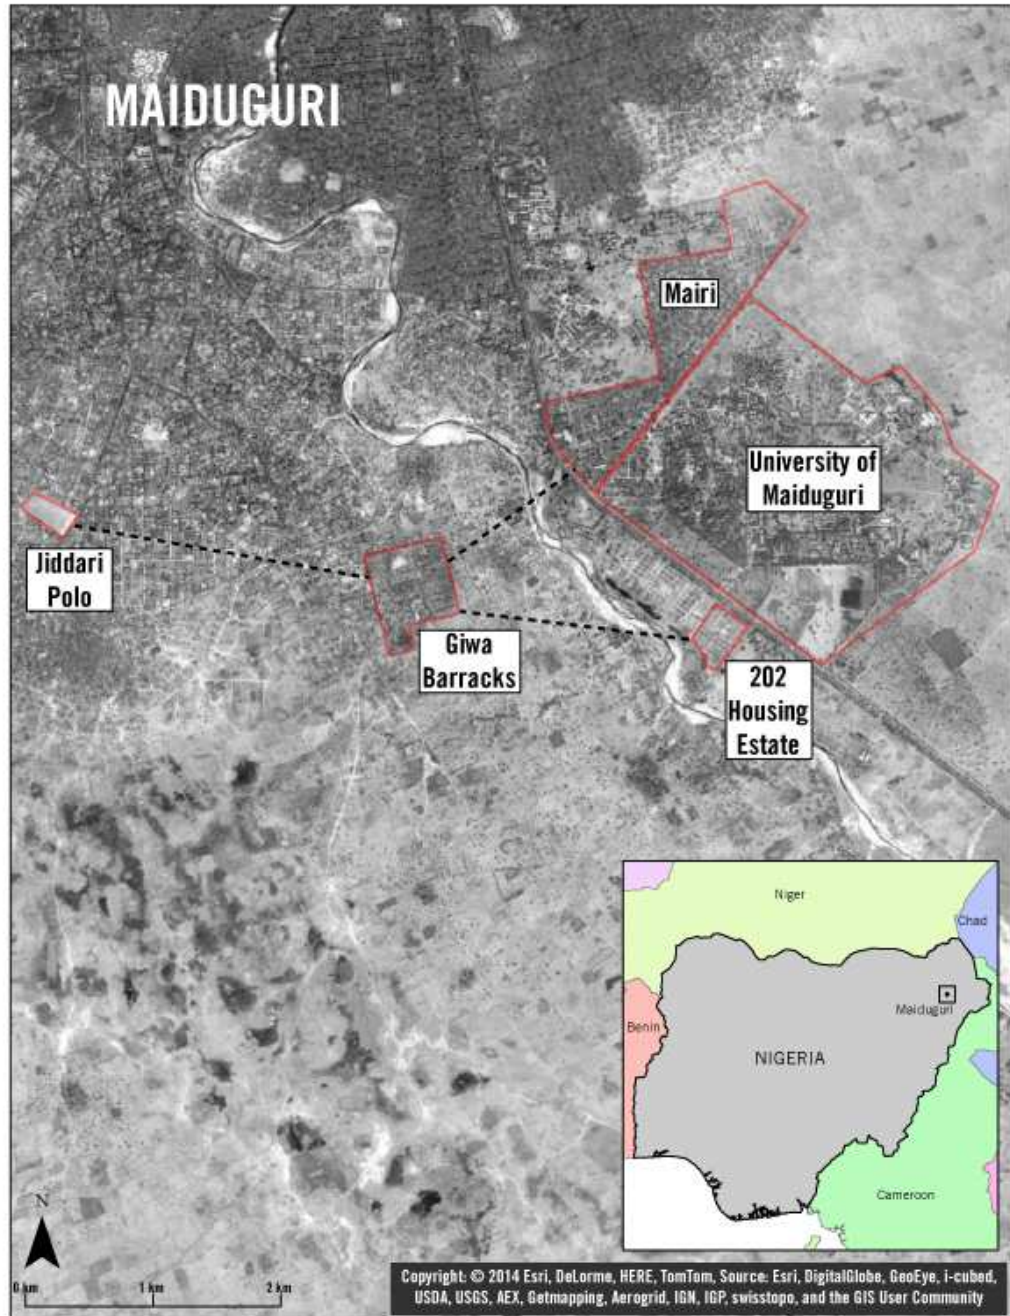 MAIDUGURI
Mairi
University of
Maiduguri
Jiddari
Polo
Giwa
Barracks
202
Housing
Estate
Niger
Chad
Maiduguri
Benin
NIGERIA
Cameroon
N
0 km
1 km
2 km
Copyright: © 2014 Esri, DeLorme, HERE, TomTom, Source: Esri, DigitalGlobe, GeoEye, i-cubed,
USDA, USGS, AEX, Getmapping, Aerogrid, IGN, IGP, swisstopo, and the GIS User Community